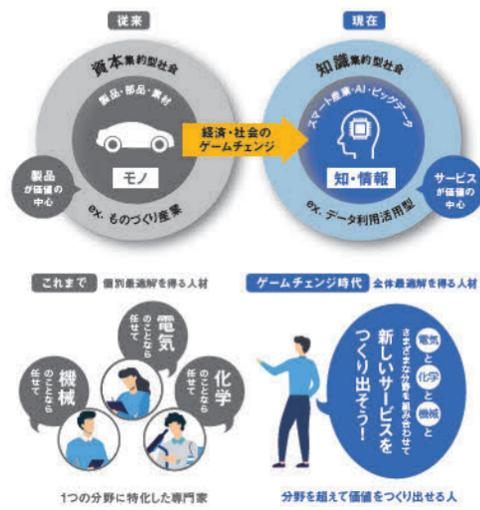 従来
資本集約型社会
製品・部品・素材
モノ
ex. ものづくり産業
製品
が価値の
中心
経済・社会の
ゲームチェンジ
現在
知識集約型社会
スマート産業・AI・ビッグデータ
知・情報
ex. データ利用活用型
サービス
が価値の
中心
これまで 個別最適解を得る人材
電気
のことなら
任せて
機械
のことなら
任せて
化学
のことなら
任せて
1つの分野に特化した専門家
ゲームチェンジ時代 全体最適解を得る人材
電気と化学と機械と
さまざまな分野を組み合わせて
新しいサービスを
つくり出そう!
分野を超えて価値をつくり出せる人